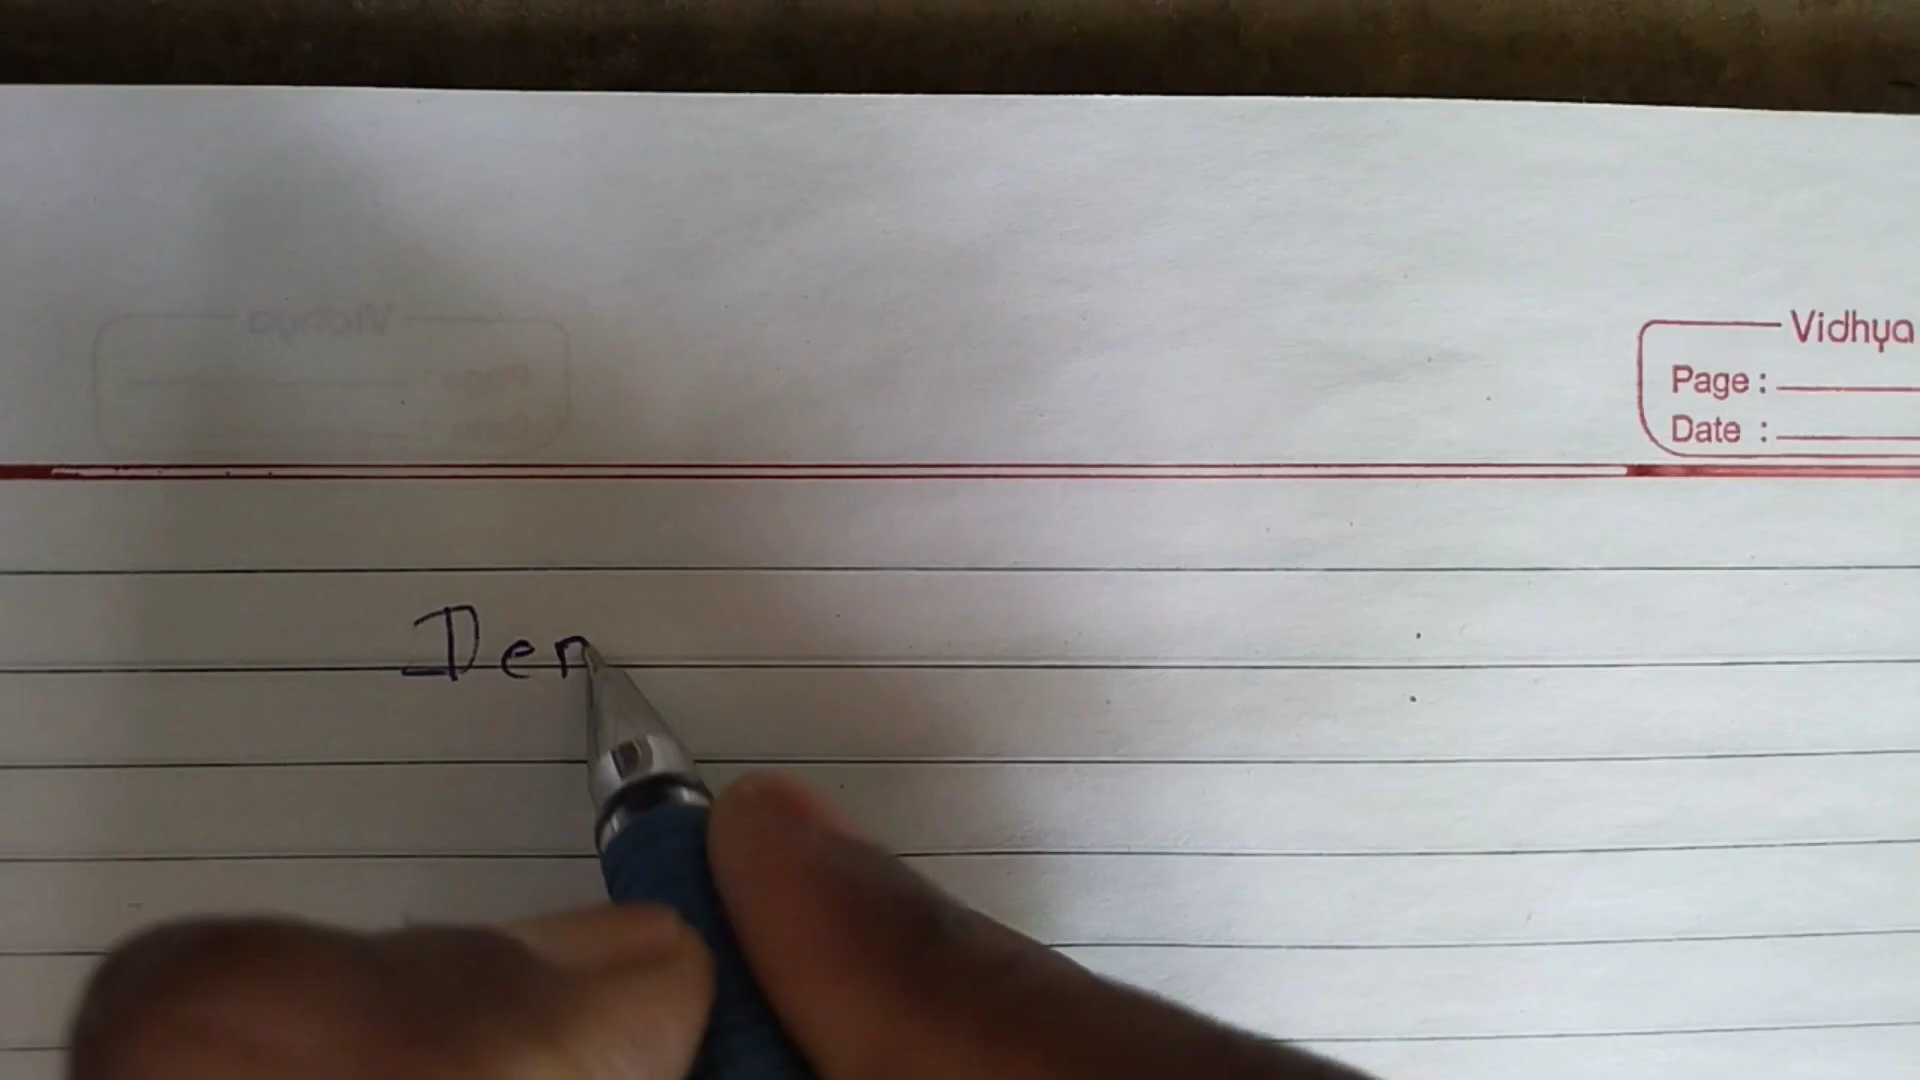 Vidhya
Page :
Date :
Den